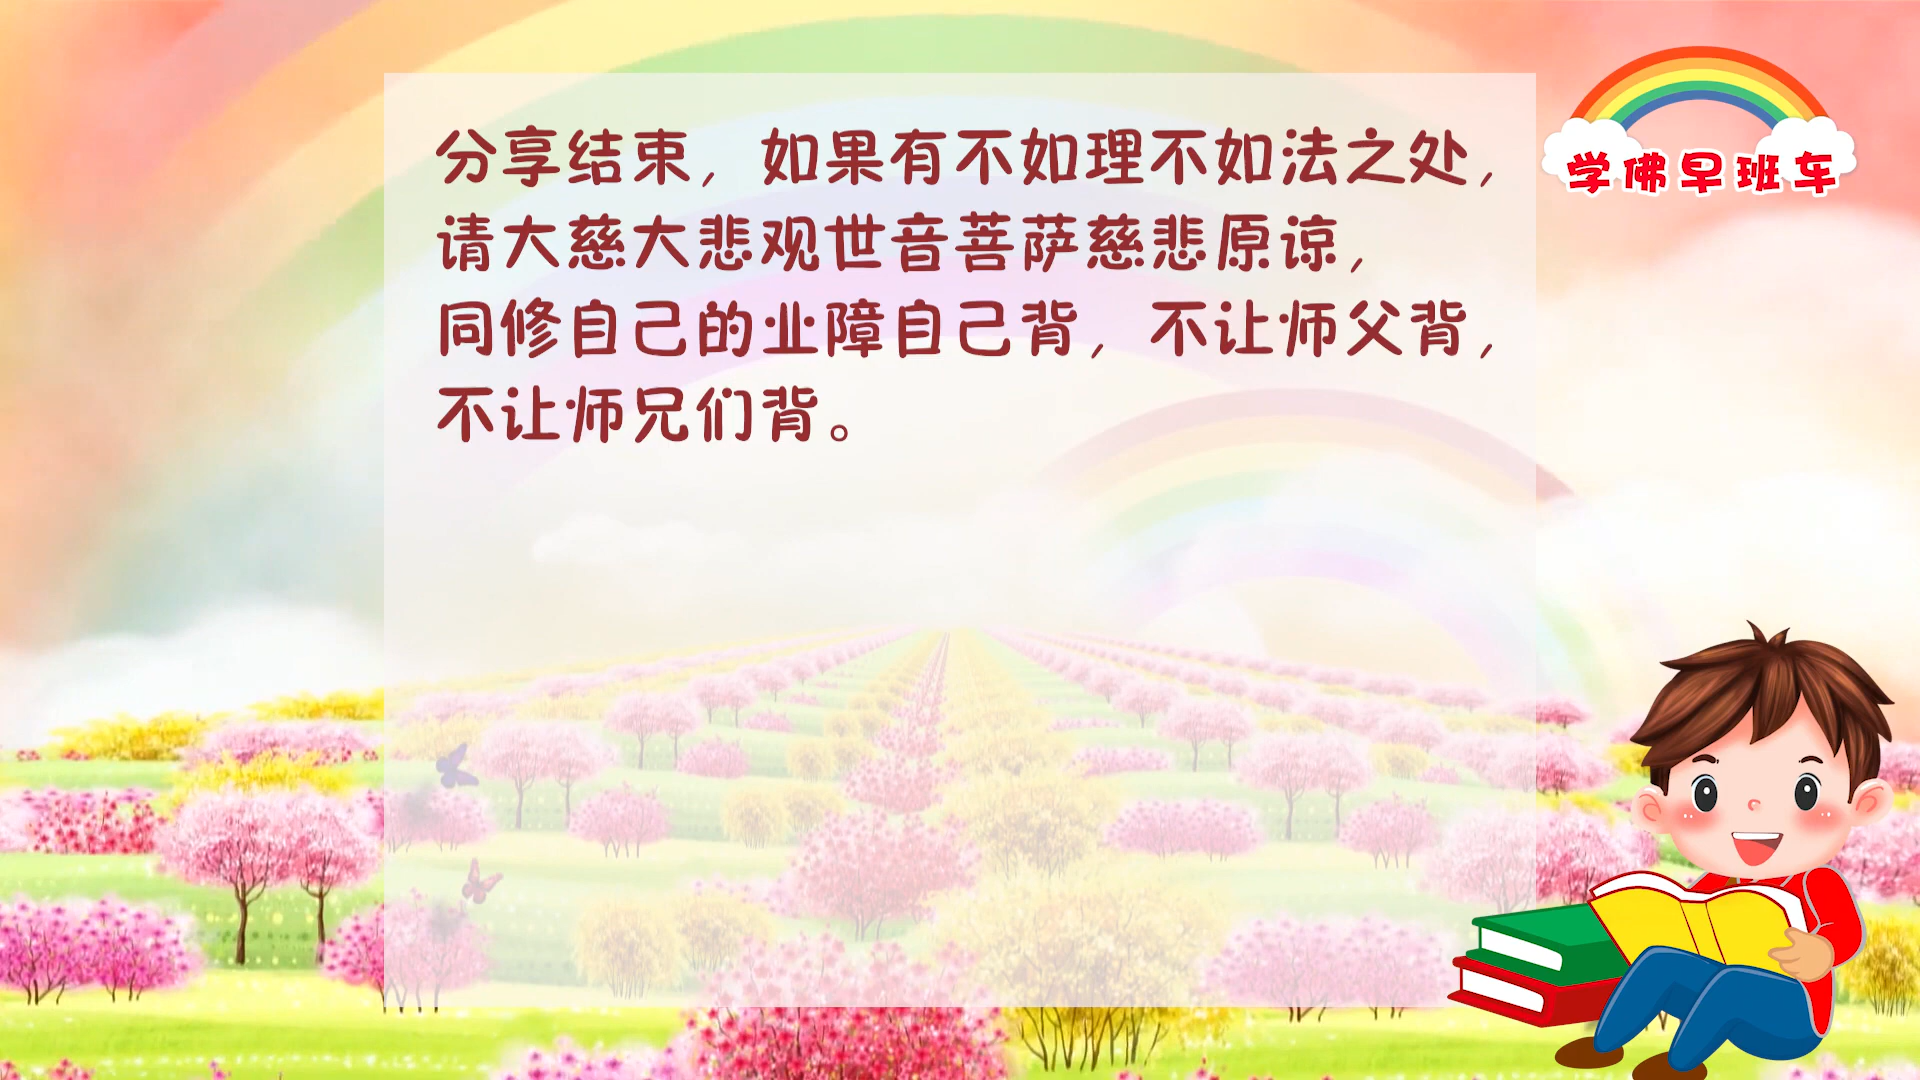 分享结束，如果有不如理不如法之处，
请大慈大悲观世音菩萨慈悲原谅，
同修自己的业障自己背，不让师父背，
不让师兄们背。
学佛早班车